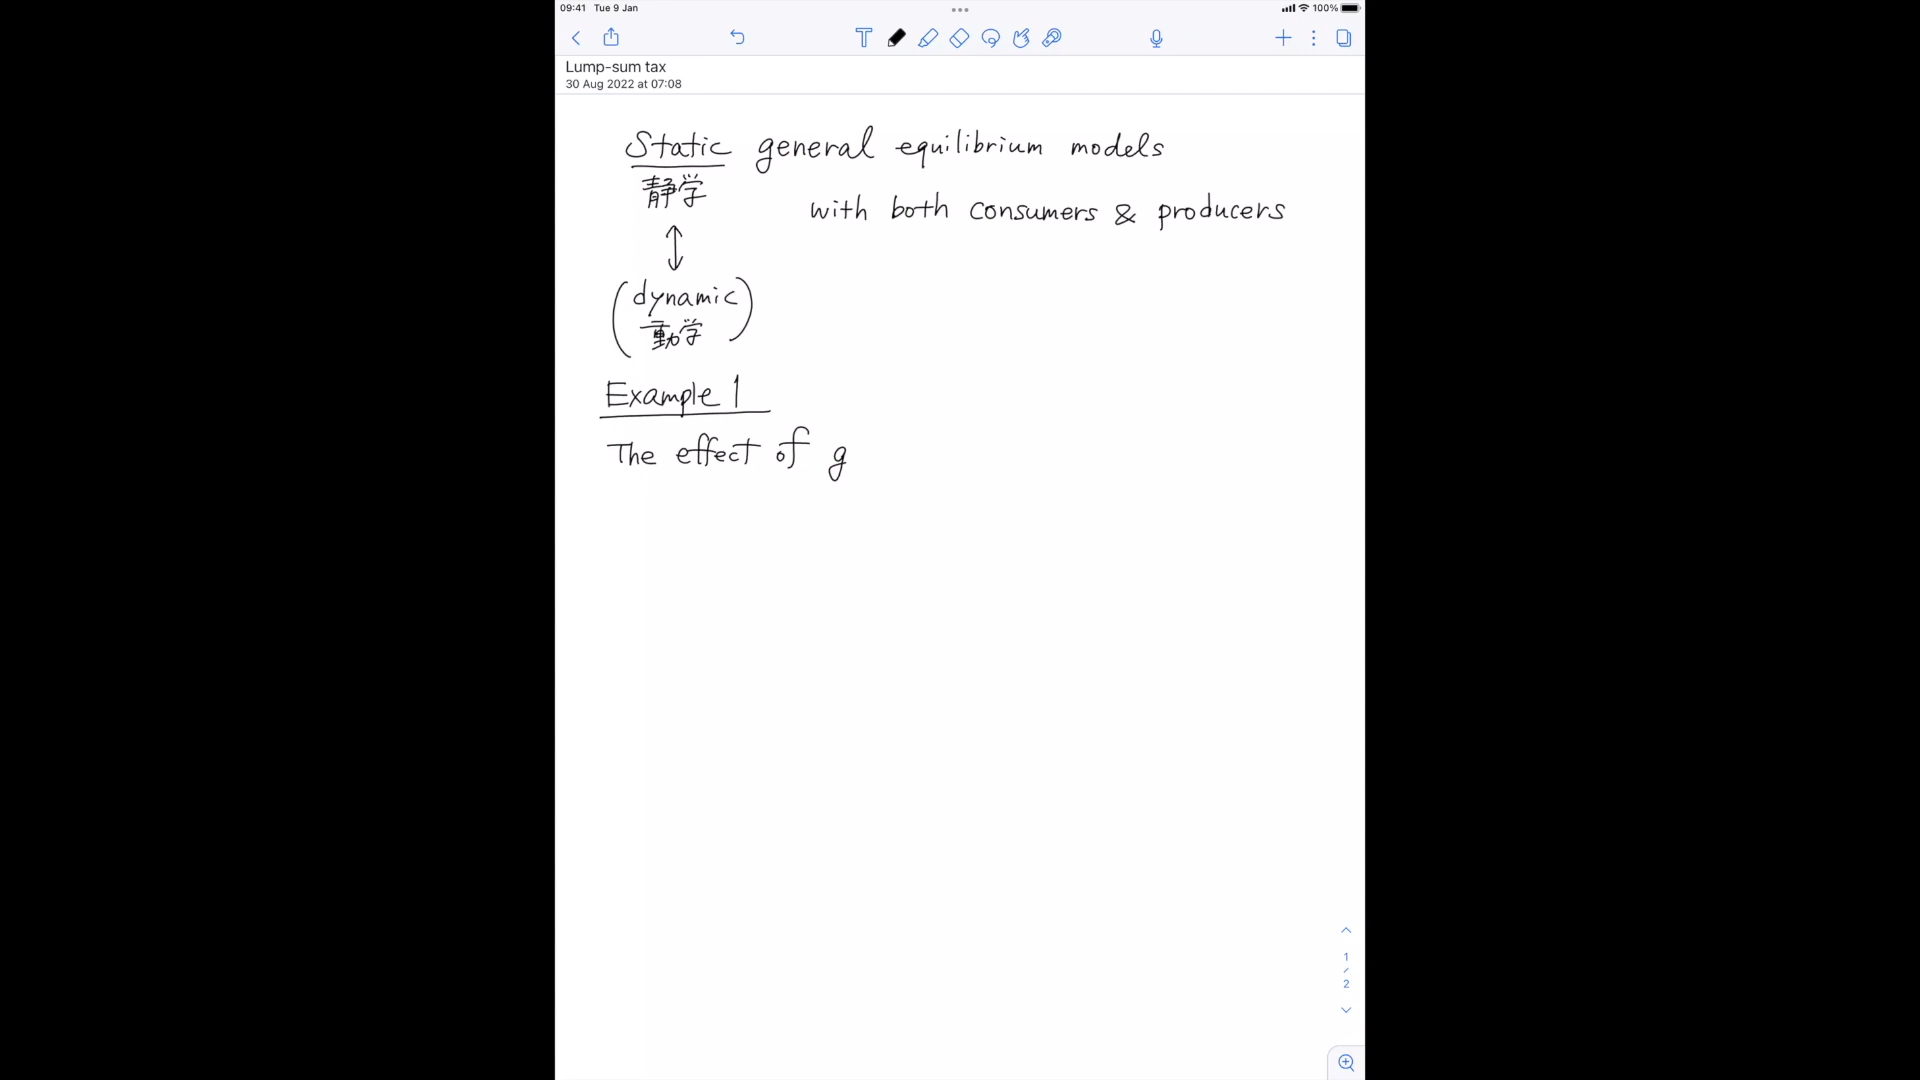 09:41 Tue 9 Jan
100%
Lump-sum tax
30 Aug 2022 at 07:08
Static general equilibrium models
静学
with both consumers & producers
(dynamic
動学)
Example 1
The effect of g
1
/
2